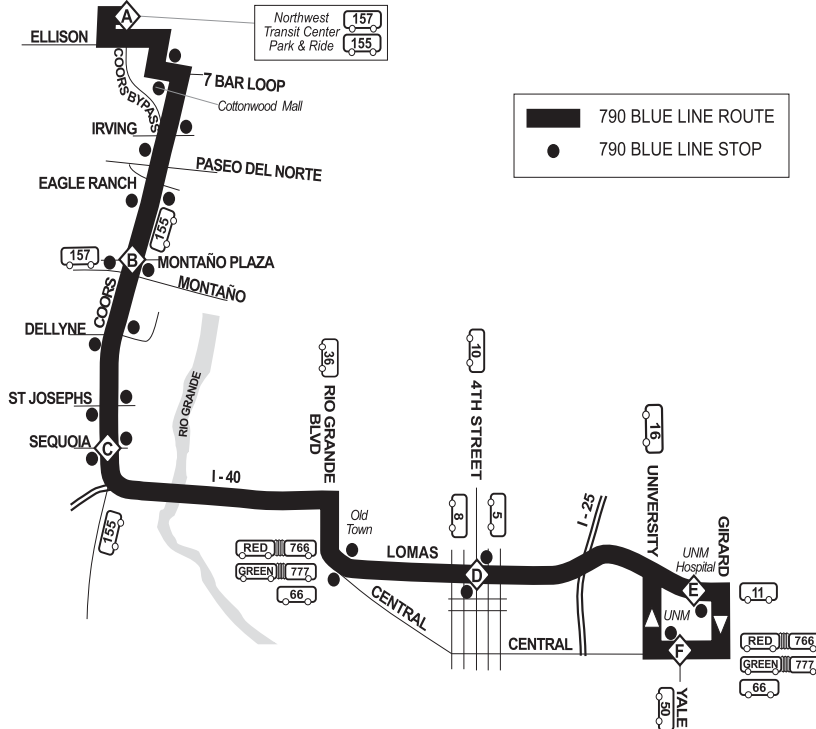 A
Northwest
Transit Center
Park & Ride
157
155
ELLISON
COORS BYPASS
7 BAR LOOP
Cottonwood Mall
790 BLUE LINE ROUTE
790 BLUE LINE STOP
IRVING
PASEO DEL NORTE
EAGLE RANCH
155
157
B
MONTAÑO PLAZA
MONTAÑO
COORS
DELLYNE
ST JOSEPHS
SEQUOIA
C
RIO GRANDE
I - 40
155
36
RIO GRANDE
BLVD
10
4TH STREET
16
UNIVERSITY
GIRARD
I - 25
8
5
Old
Town
LOMAS
D
RED 766
GREEN 777
66
CENTRAL
CENTRAL
UNM
Hospital
E
UNM
F
11
RED 766
GREEN 777
66
50
YALE